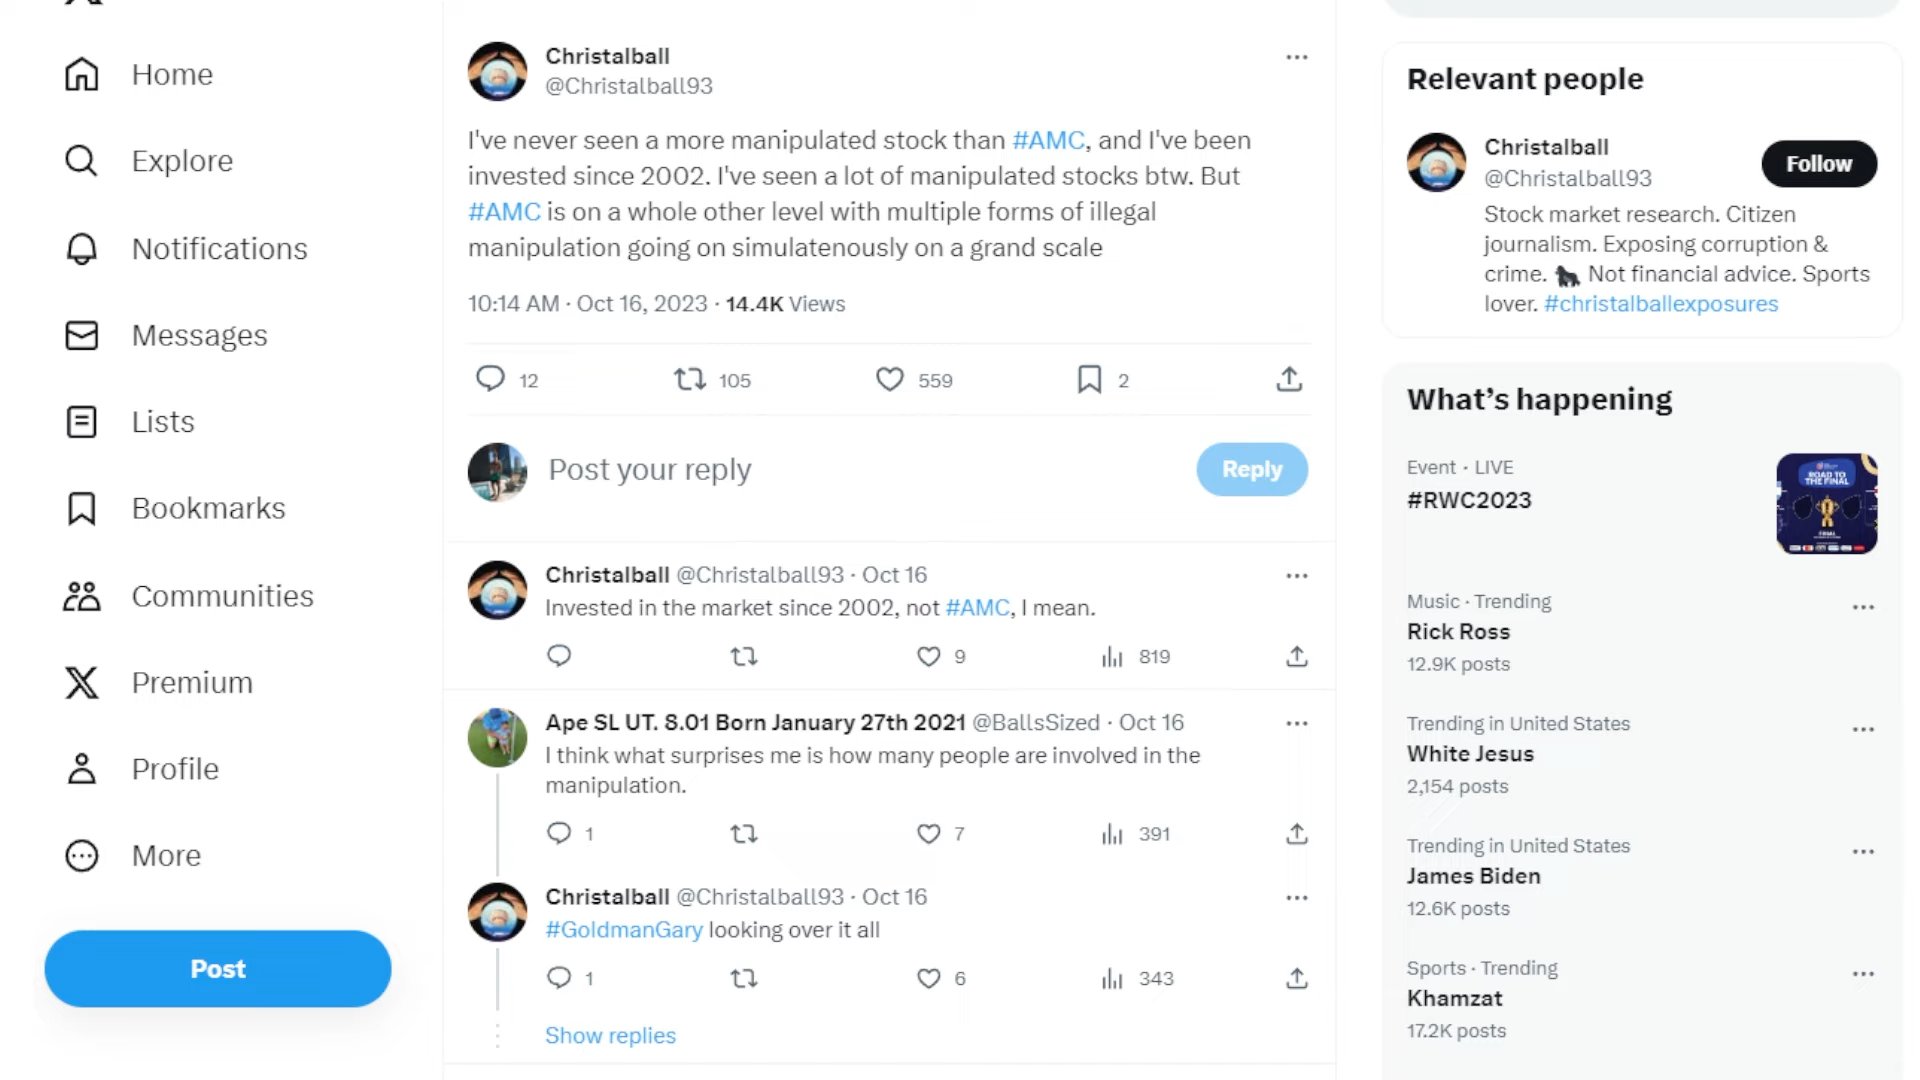 Home
Explore
Notifications
Messages
Lists
Bookmarks
Communities
Premium
Profile
More
Post
Christalball
@Christalball93
I've never seen a more manipulated stock than #AMC, and I've been
invested since 2002. I've seen a lot of manipulated stocks btw. But
#AMC is on a whole other level with multiple forms of illegal
manipulation going on simulatenously on a grand scale
10:14 AM · Oct 16, 2023 · 14.4K Views
12 105 559 2
Post your reply
Reply
Christalball @Christalball93 · Oct 16
Invested in the market since 2002, not #AMC, I mean.
9 819
Ape SL UT. 8.01 Born January 27th 2021 @BallsSized · Oct 16
I think what surprises me is how many people are involved in the
manipulation.
1 7 391
Christalball @Christalball93 · Oct 16
#GoldmanGary looking over it all
1 6 343
Show replies
Relevant people
Christalball
@Christalball93
Follow
Stock market research. Citizen
journalism. Exposing corruption &
crime. 🦍 Not financial advice. Sports
lover. #christalballexposures
What's happening
Event · LIVE
#RWC2023
ROAD TO
THE FINAL
FINAL
Music · Trending
Rick Ross
12.9K posts
Trending in United States
White Jesus
2,154 posts
Trending in United States
James Biden
12.6K posts
Sports · Trending
Khamzat
17.2K posts